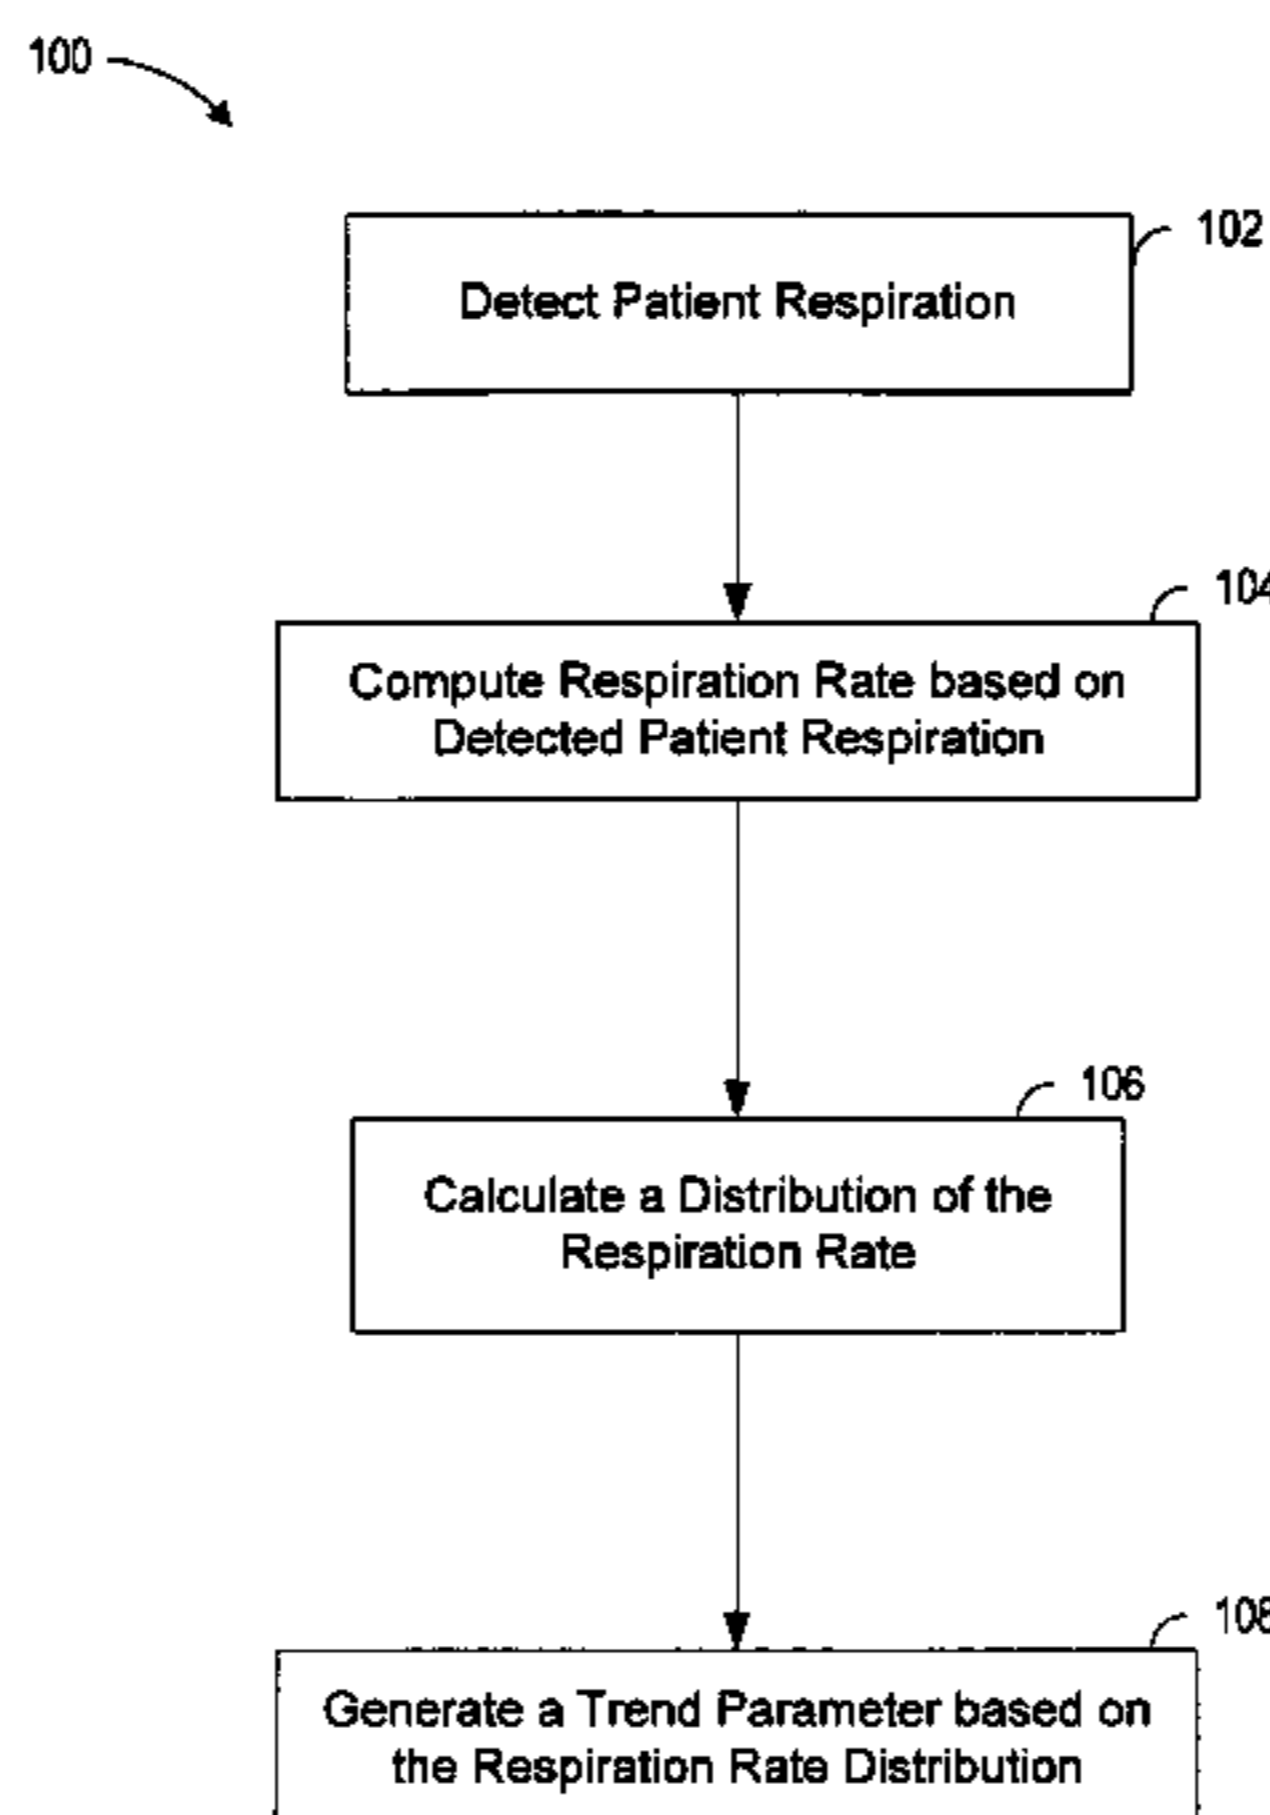 100
102
Detect Patient Respiration
104
Compute Respiration Rate based on
Detected Patient Respiration
106
Calculate a Distribution of the
Respiration Rate
108
Generate a Trend Parameter based on
the Respiration Rate Distribution